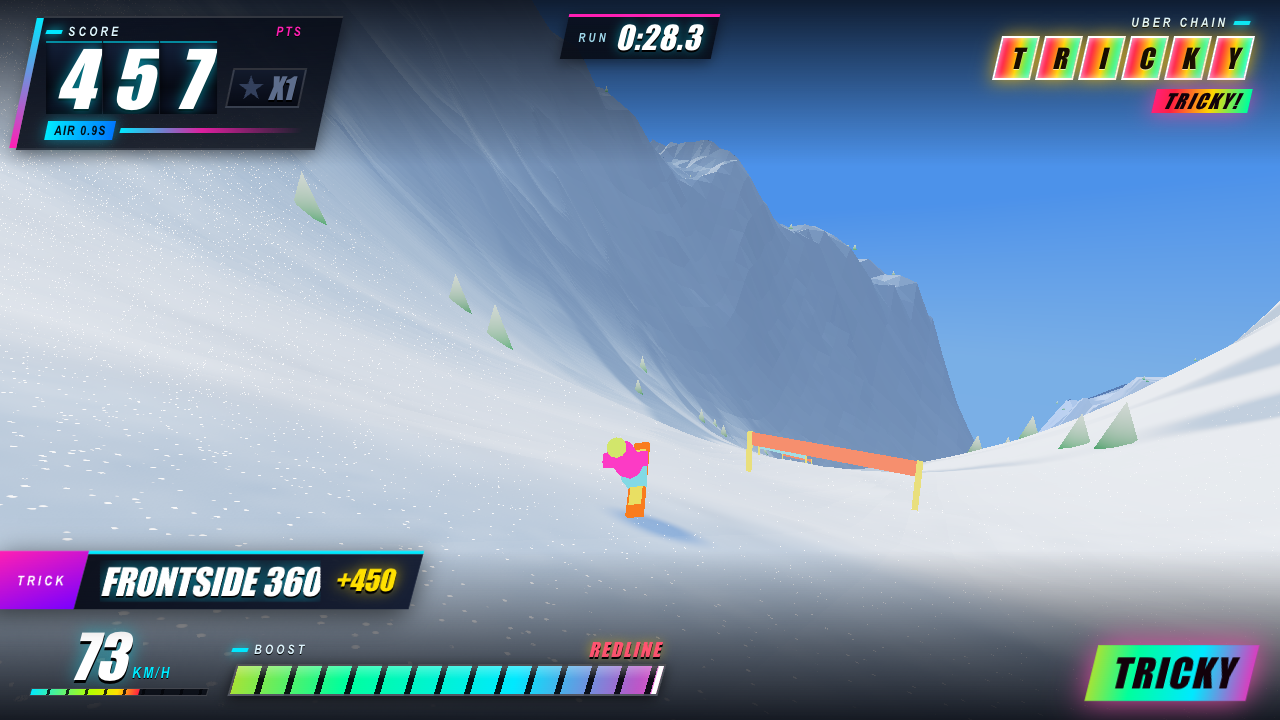 SCORE PTS
457
X1
AIR 0.9S
RUN 0:28.3
UBER CHAIN
TRICKY
TRICKY!
TRICK FRONTSIDE 360 +450
73 KM/H
BOOST REDLINE
TRICKY